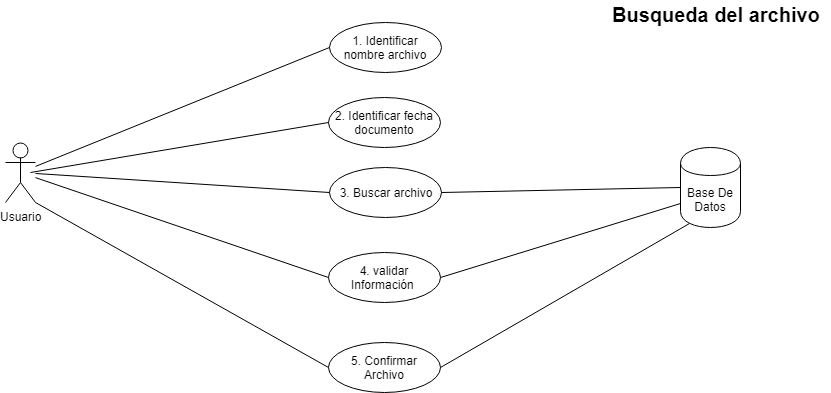 Busqueda del archivo
1. Identificar
nombre archivo
2. Identificar fecha
documento
3. Buscar archivo
Base De
Datos
Usuario
4. validar
Información
5. Confirmar
Archivo